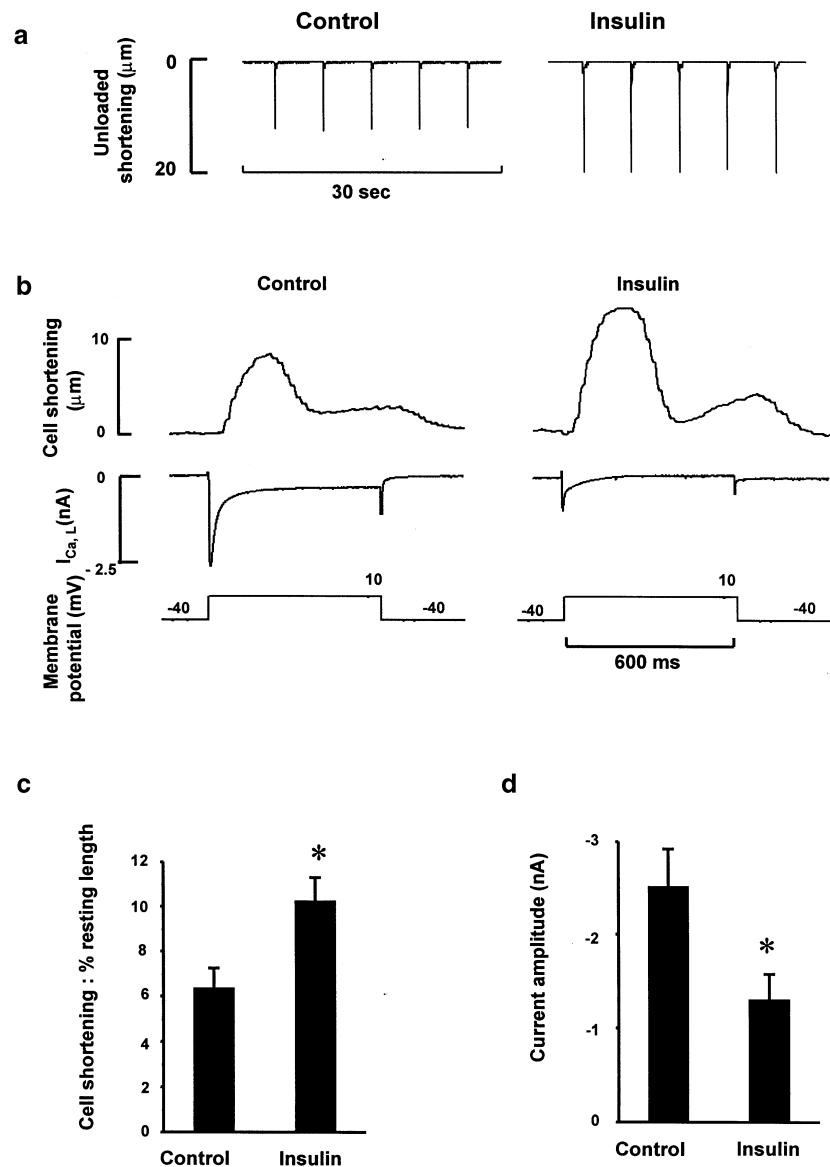 a
Control
Insulin
Unloaded
shortening (µm)
0
20
30 sec
b
Control
Insulin
Cell shortening
(µm)
10
0
I Ca, L (nA)
0
- 2.5
Membrane
potential (mV)
-40
10
-40
-40
10
-40
600 ms
c
Cell shortening : % resting length
12
10
8
6
4
2
0
*
Control
Insulin
d
Current amplitude (nA)
-3
-2
-1
0
*
Control
Insulin